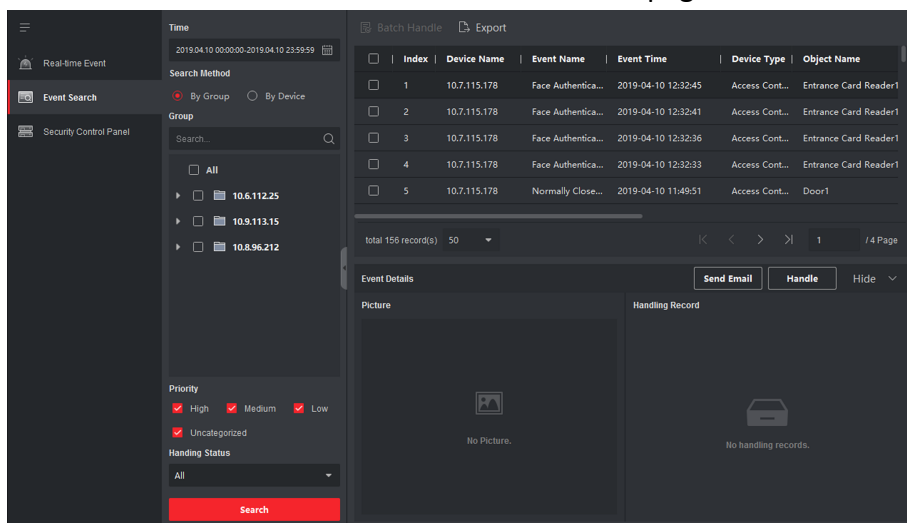 Real-time Event
Event Search
Security Control Panel
Time
2019.04.10 00:00:00-2019.04.10 23:59:59
Search Method
By Group By Device
Group
Search...
All
10.6.112.25
10.9.113.15
10.8.96.212
Priority
High Medium Low
Uncategorized
Handing Status
All
Search
Batch Handle Export
Index | Device Name | Event Name | Event Time | Device Type | Object Name
1 10.7.115.178 Face Authentica... 2019-04-10 12:32:45 Access Cont... Entrance Card Reader1
2 10.7.115.178 Face Authentica... 2019-04-10 12:32:41 Access Cont... Entrance Card Reader1
3 10.7.115.178 Face Authentica... 2019-04-10 12:32:36 Access Cont... Entrance Card Reader1
4 10.7.115.178 Face Authentica... 2019-04-10 12:32:33 Access Cont... Entrance Card Reader1
5 10.7.115.178 Normally Close... 2019-04-10 11:49:51 Access Cont... Door1
total 156 record(s) 50 1 / 4 Page
Event Details Send Email Handle Hide
Picture
No Picture.
Handling Record
No handling records.